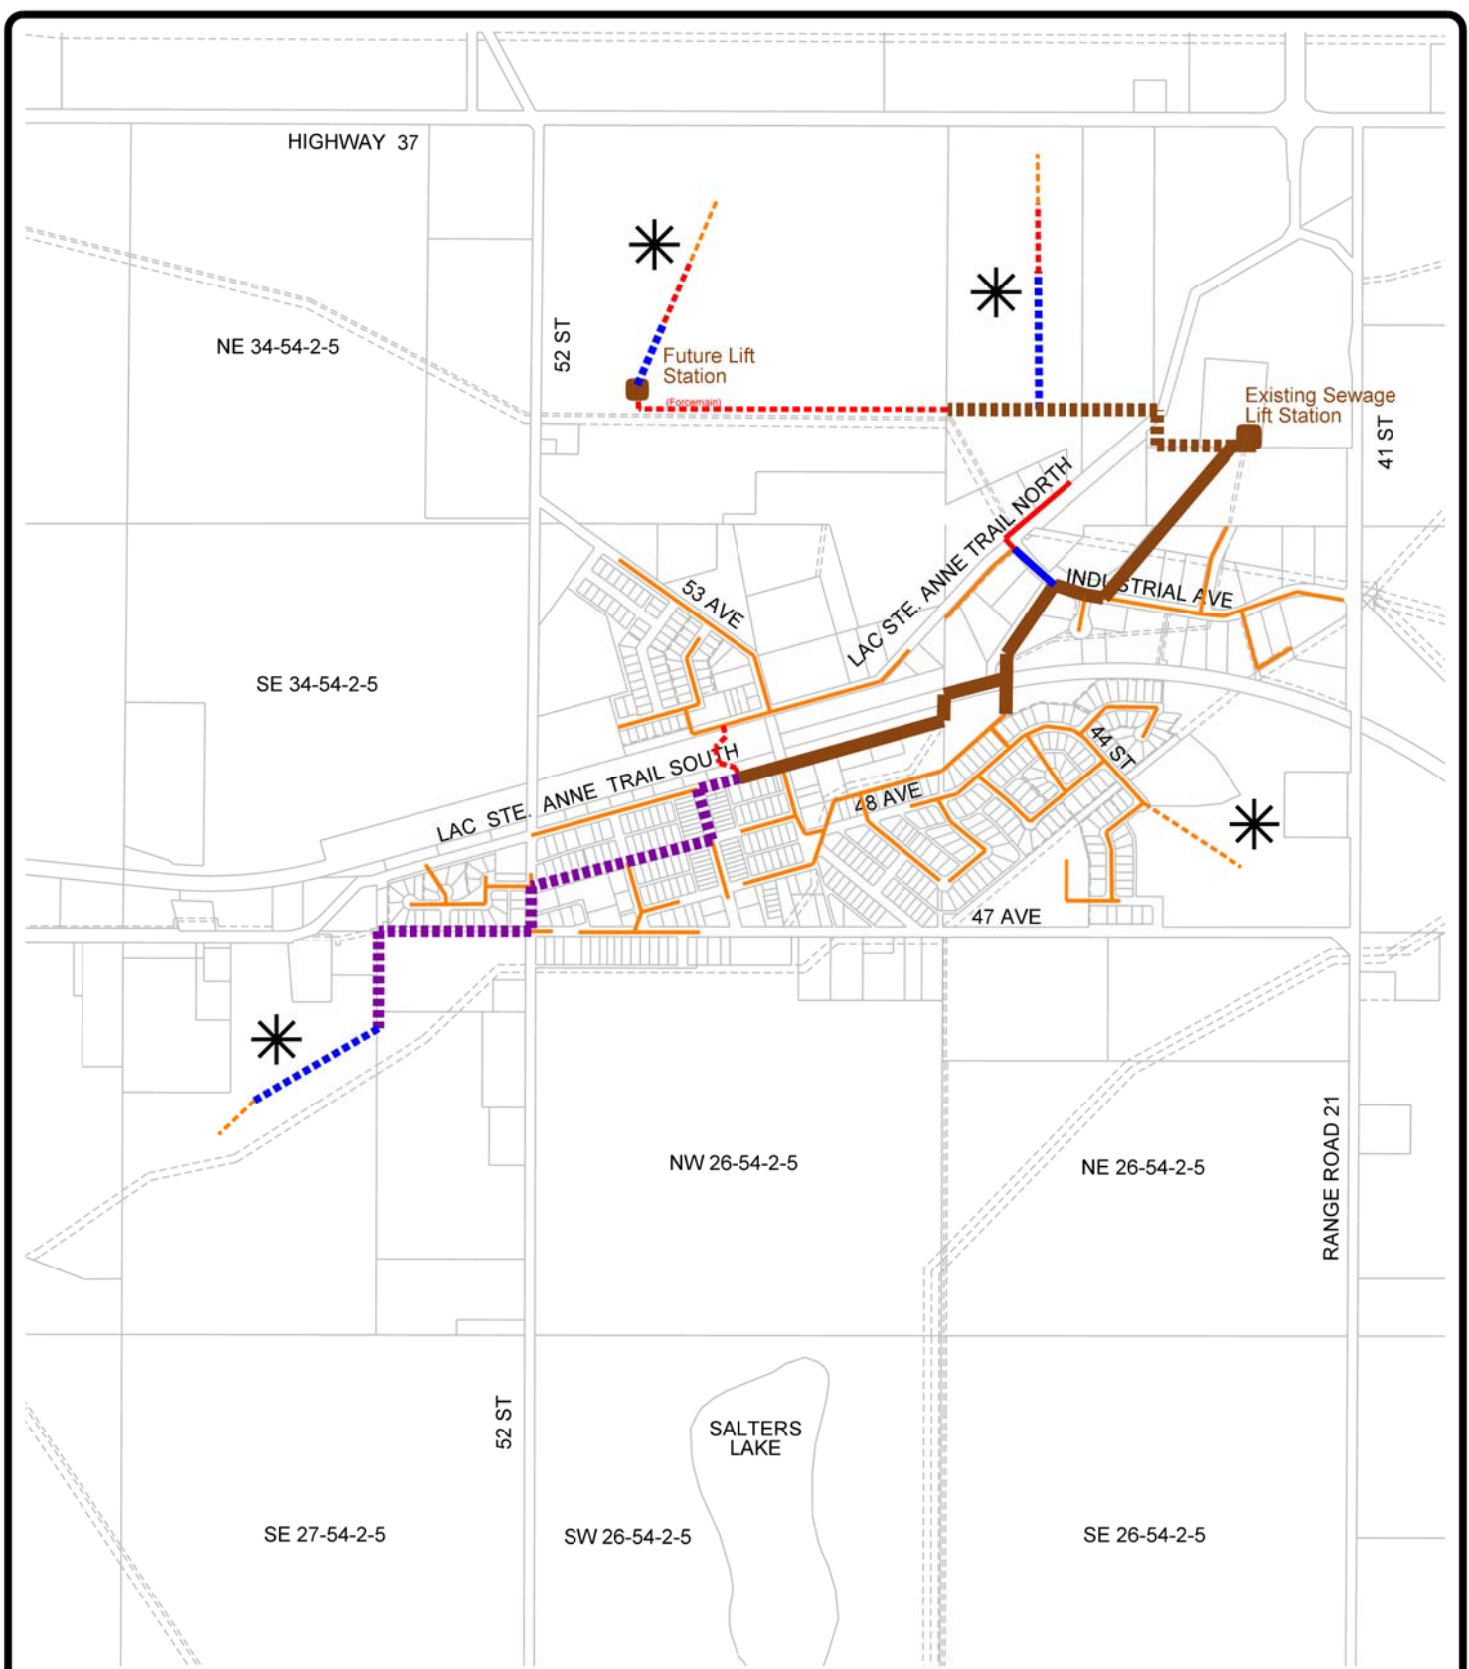 HIGHWAY 37
52 ST
NE 34-54-2-5
Future Lift
Station
(Forcemain)
Existing Sewage
Lift Station
41 ST
LAC STE. ANNE TRAIL NORTH
INDUSTRIAL AVE
53 AVE
SE 34-54-2-5
44 ST
LAC STE. ANNE TRAIL SOUTH
48 AVE
47 AVE
NW 26-54-2-5
NE 26-54-2-5
RANGE ROAD 21
52 ST
SALTERS
LAKE
SE 27-54-2-5
SW 26-54-2-5
SE 26-54-2-5